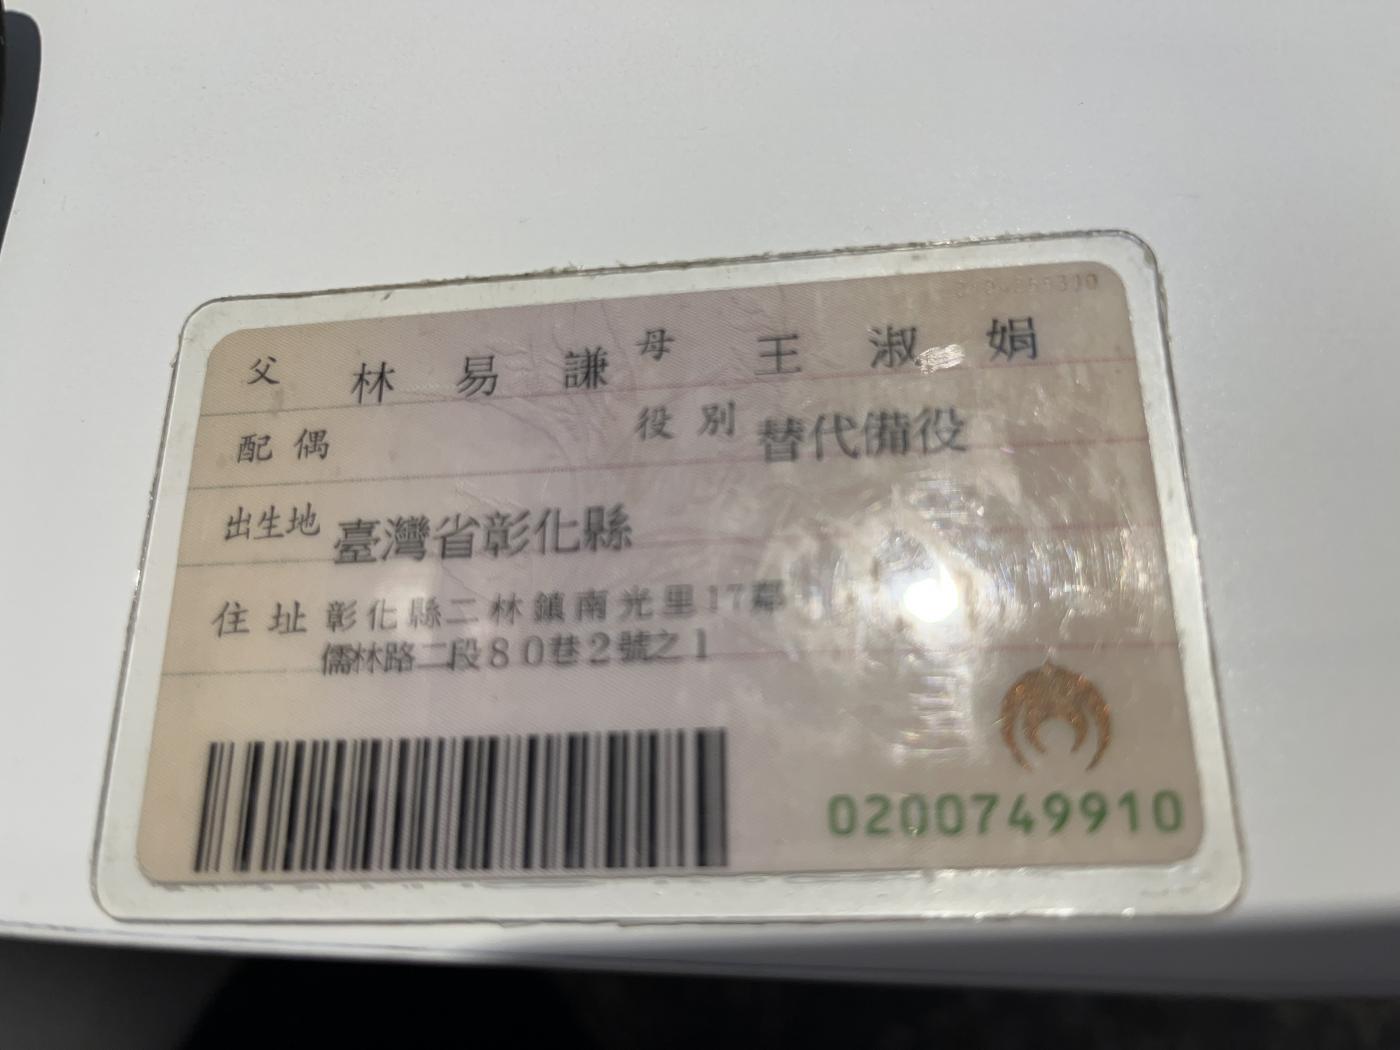 父 林易謙 母 王淑娟
配偶 役別 替代備役
出生地 臺灣省彰化縣
住址 彰化縣二林鎮南光里17鄰
儒林路二段80巷2號之1
0200749910